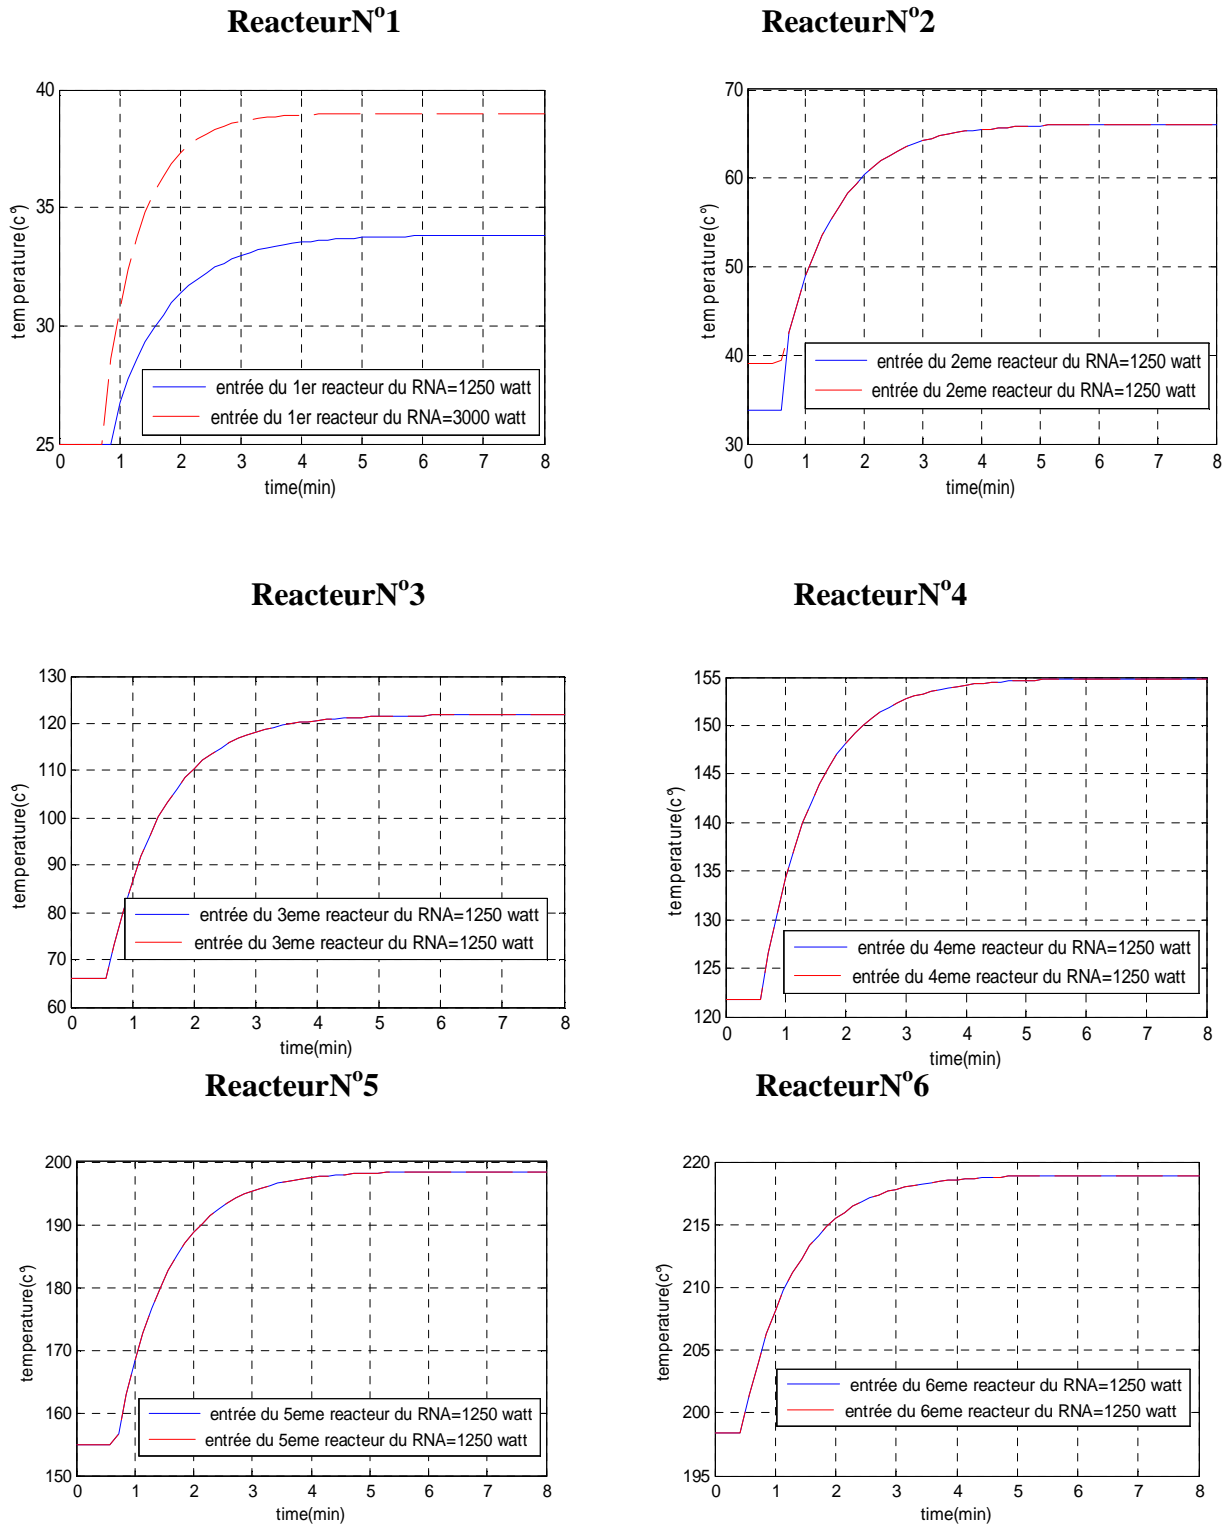 ReacteurN°1
ReacteurN°2
40
35
30
25
temperature(c°)
entrée du 1er reacteur du RNA=1250 watt
entrée du 1er reacteur du RNA=3000 watt
0 1 2 3 4 5 6 7 8
time(min)
70
60
50
40
30
temperature(c°)
entrée du 2eme reacteur du RNA=1250 watt
entrée du 2eme reacteur du RNA=1250 watt
0 1 2 3 4 5 6 7 8
time(min)
ReacteurN°3
ReacteurN°4
130
120
110
100
90
80
70
60
temperature(c°)
entrée du 3eme reacteur du RNA=1250 watt
entrée du 3eme reacteur du RNA=1250 watt
0 1 2 3 4 5 6 7 8
time(min)
155
150
145
140
135
130
125
120
temperature(c°)
entrée du 4eme reacteur du RNA=1250 watt
entrée du 4eme reacteur du RNA=1250 watt
0 1 2 3 4 5 6 7 8
time(min)
ReacteurN°5
ReacteurN°6
200
190
180
170
160
150
temperature(c°)
entrée du 5eme reacteur du RNA=1250 watt
entrée du 5eme reacteur du RNA=1250 watt
0 1 2 3 4 5 6 7 8
time(min)
220
215
210
205
200
195
temperature(c°)
entrée du 6eme reacteur du RNA=1250 watt
entrée du 6eme reacteur du RNA=1250 watt
0 1 2 3 4 5 6 7 8
time(min)